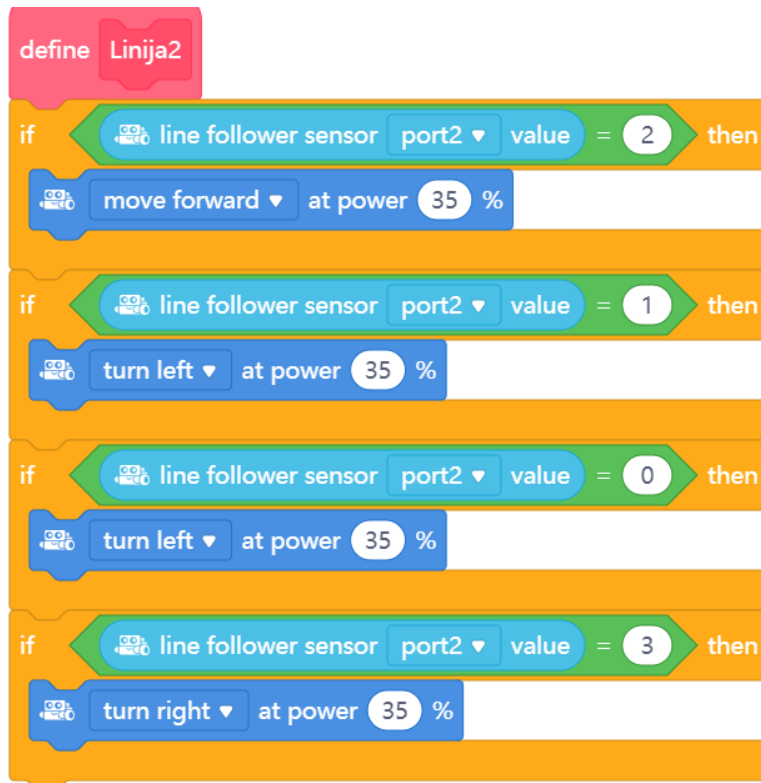 define Linija2
if line follower sensor port2 value = 2 then
move forward at power 35 %
if line follower sensor port2 value = 1 then
turn left at power 35 %
if line follower sensor port2 value = 0 then
turn left at power 35 %
if line follower sensor port2 value = 3 then
turn right at power 35 %